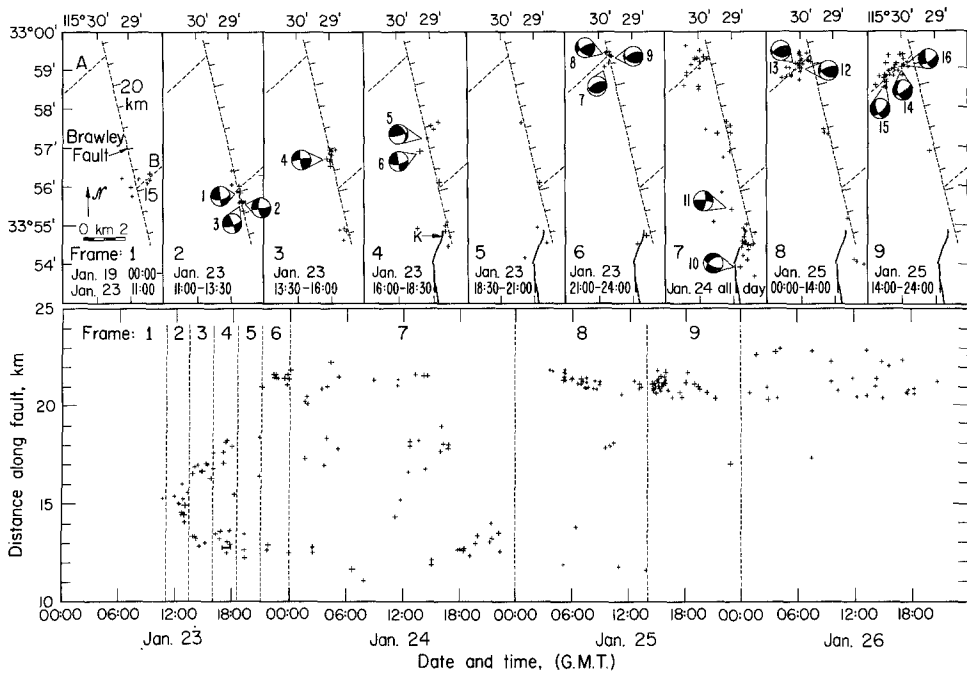 115°30' 29' 30' 29' 30' 29' 30' 29' 30' 29' 30' 29' 30' 29' 30' 29' 115°30' 29'
33°00'
59'
58'
57'
56'
33°55'
54'
25
A
20
km
Brawley
Fault
B
15
N
0 km 2
Frame: 1
Jan. 19 00:00-
Jan. 23 11:00
1
2
3
2
Jan. 23
11:00-13:30
4
3
Jan. 23
13:30-16:00
5
6
K
4
Jan. 23
16:00-18:30
5
Jan. 23
18:30-21:00
8
9
7
6
Jan. 23
21:00-24:00
11
10
7
Jan. 24 all day
13
12
8
Jan. 25
00:00-14:00
16
14
15
9
Jan. 25
14:00-24:00
Frame: 1 2 3 4 5 6 7 8 9
Distance along fault, km
20
15
10
00:00 06:00 12:00 18:00 00:00 06:00 12:00 18:00 00:00 06:00 12:00 18:00 00:00 06:00 12:00 18:00
Jan. 23 Jan. 24 Jan. 25 Jan. 26
Date and time, (G.M.T.)